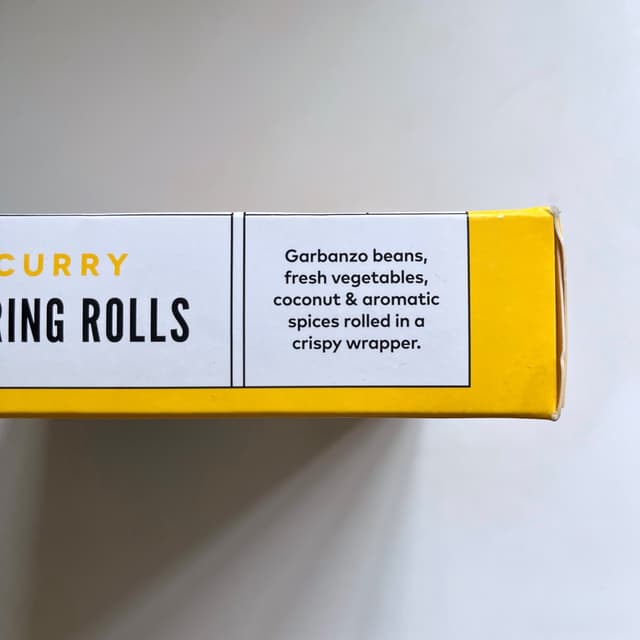 CURRY
RING ROLLS
Garbanzo beans,
fresh vegetables,
coconut & aromatic
spices rolled in a
crispy wrapper.